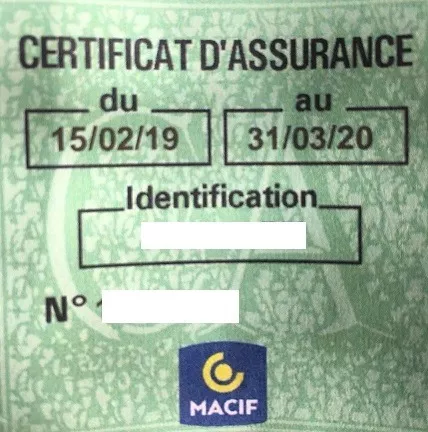 CERTIFICAT D'ASSURANCE
du au
15/02/19 31/03/20
Identification
N°
MACIF